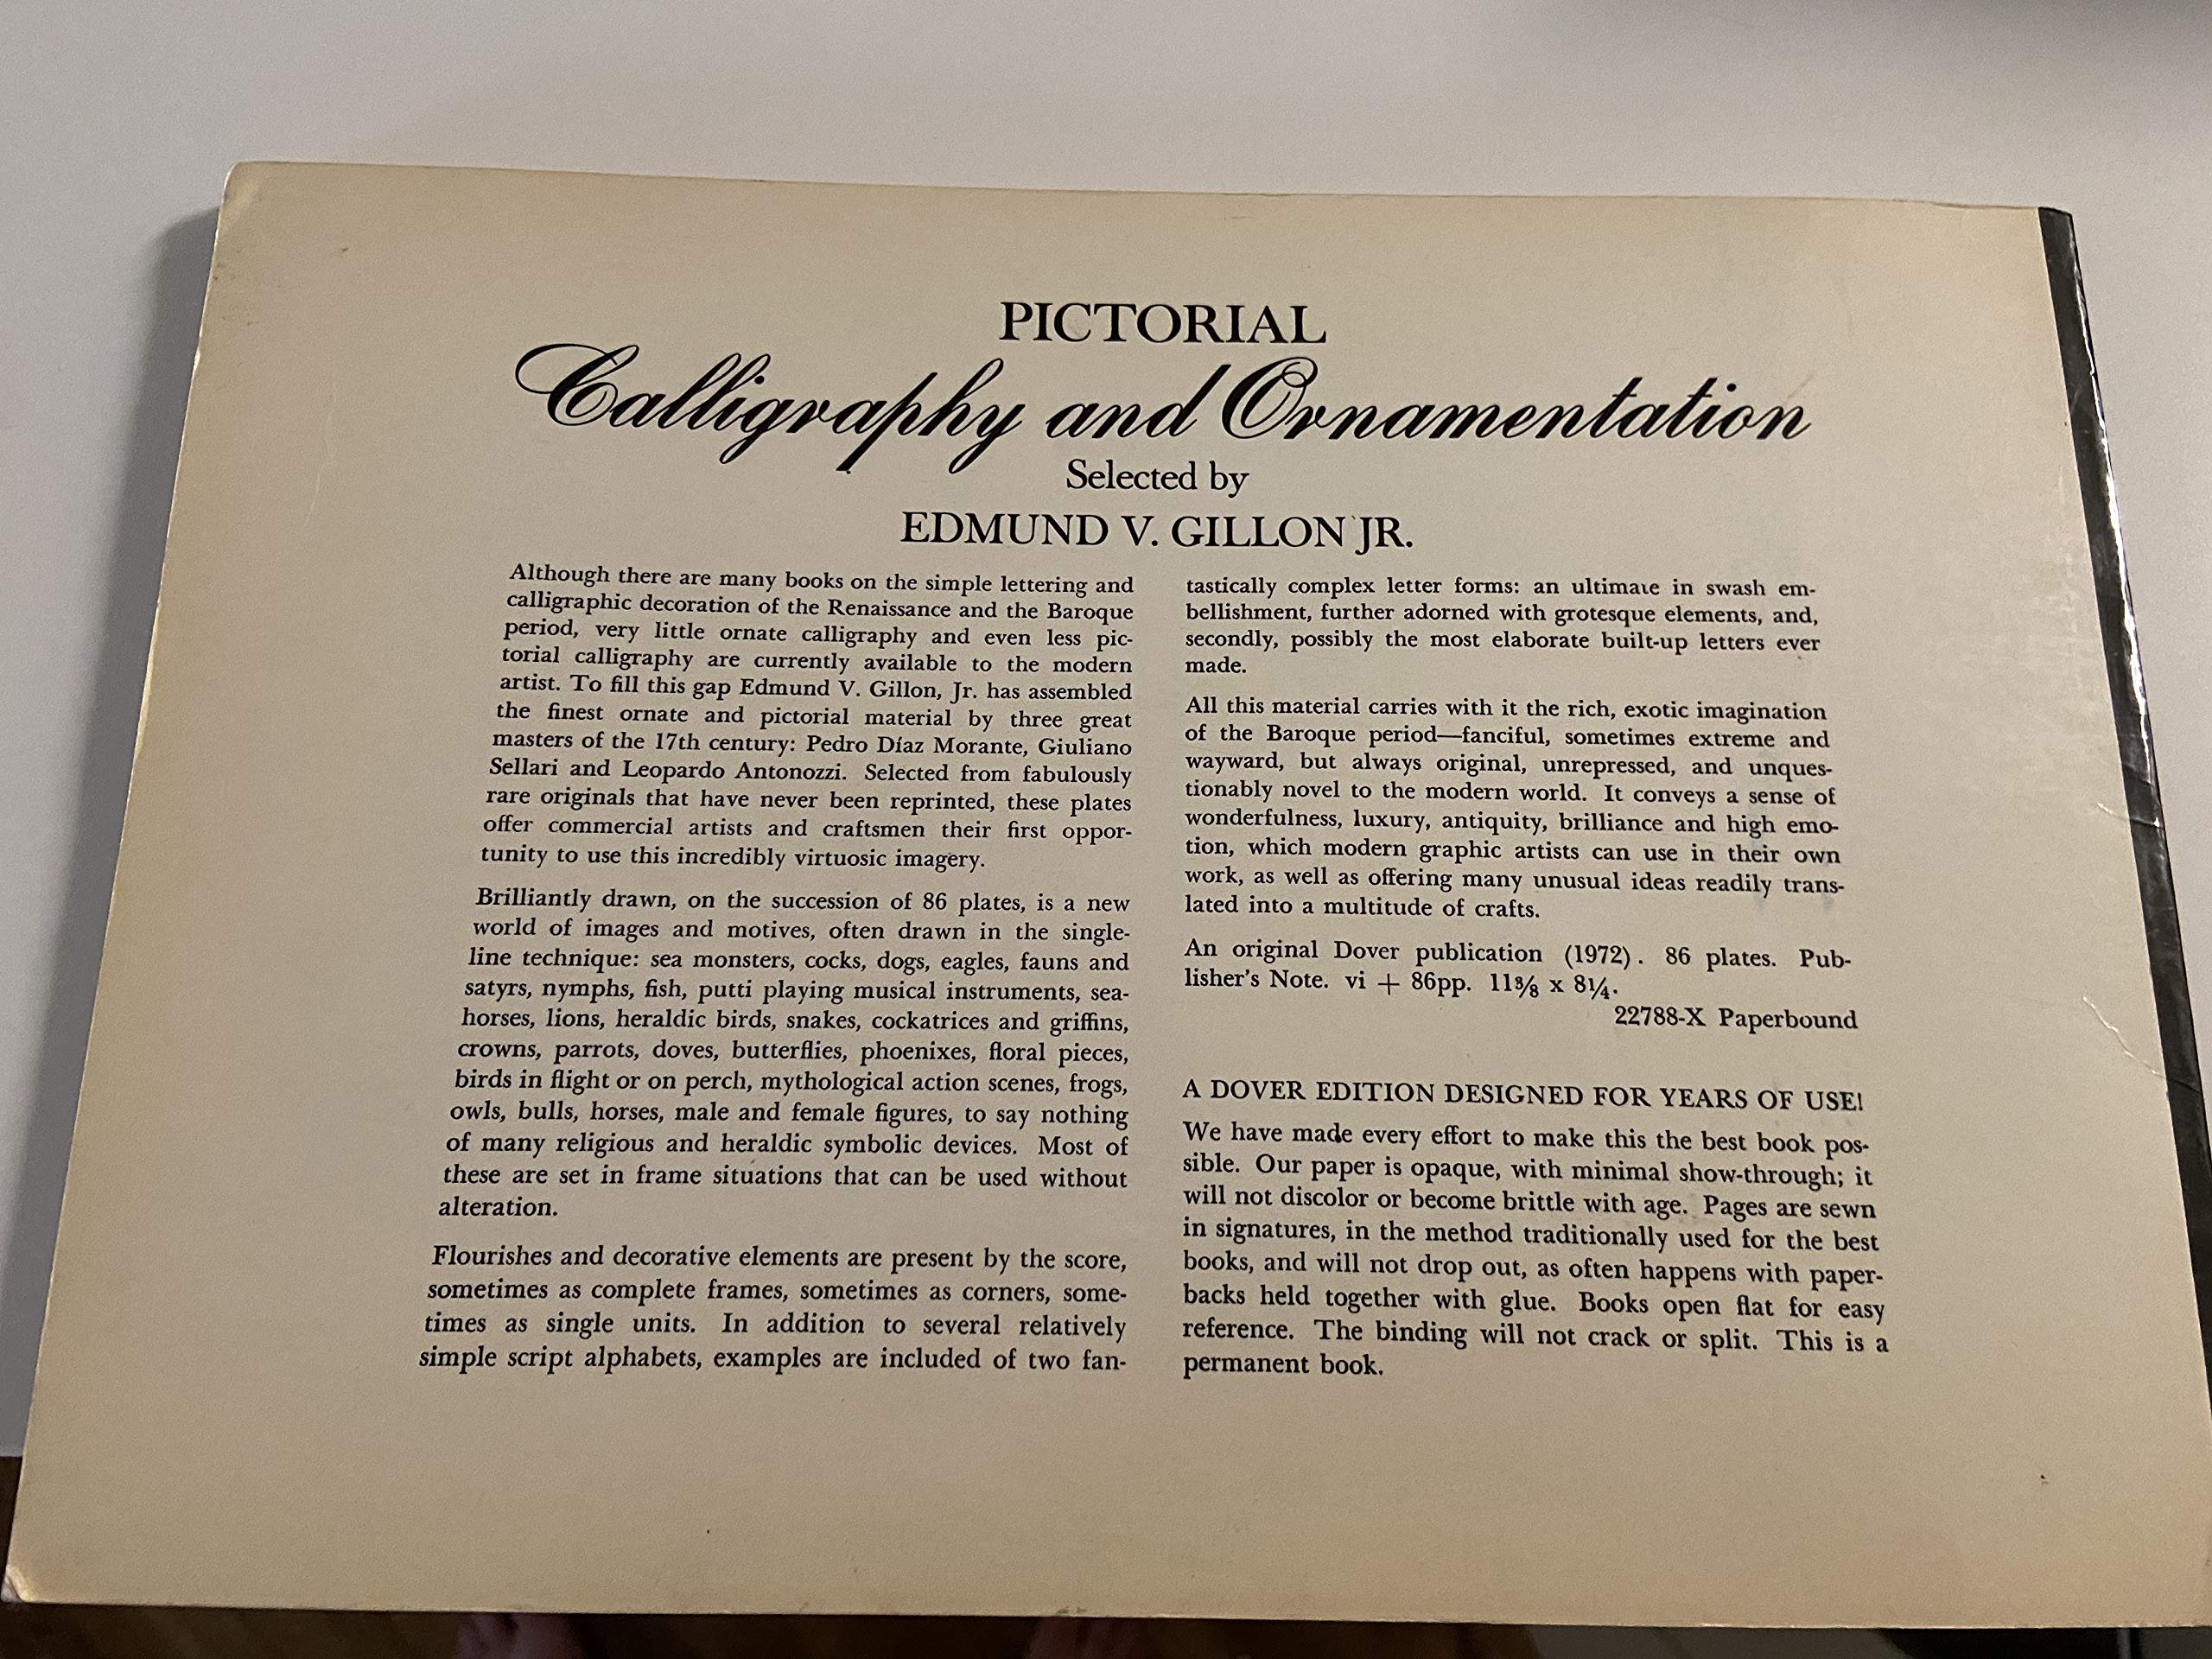 PICTORIAL
Calligraphy and Ornamentation
Selected by
EDMUND V. GILLON JR.
Although there are many books on the simple lettering and
calligraphic decoration of the Renaissance and the Baroque
period, very little ornate calligraphy and even less pic-
torial calligraphy are currently available to the modern
artist. To fill this gap Edmund V. Gillon, Jr. has assembled
the finest ornate and pictorial material by three great
masters of the 17th century: Pedro Díaz Morante, Giuliano
Sellari and Leopardo Antonozzi. Selected from fabulously
rare originals that have never been reprinted, these plates
offer commercial artists and craftsmen their first oppor-
tunity to use this incredibly virtuosic imagery.
Brilliantly drawn, on the succession of 86 plates, is a new
world of images and motives, often drawn in the single-
line technique: sea monsters, cocks, dogs, eagles, fauns and
satyrs, nymphs, fish, putti playing musical instruments, sea-
horses, lions, heraldic birds, snakes, cockatrices and griffins,
crowns, parrots, doves, butterflies, phoenixes, floral pieces,
birds in flight or on perch, mythological action scenes, frogs,
owls, bulls, horses, male and female figures, to say nothing
of many religious and heraldic symbolic devices. Most of
these are set in frame situations that can be used without
alteration.
Flourishes and decorative elements are present by the score,
sometimes as complete frames, sometimes as corners, some-
times as single units. In addition to several relatively
simple script alphabets, examples are included of two fan-
tastically complex letter forms: an ultimate in swash em-
bellishment, further adorned with grotesque elements, and,
secondly, possibly the most elaborate built-up letters ever
made.
All this material carries with it the rich, exotic imagination
of the Baroque period—fanciful, sometimes extreme and
wayward, but always original, unrepressed, and unques-
tionably novel to the modern world. It conveys a sense of
wonderfulness, luxury, antiquity, brilliance and high emo-
tion, which modern graphic artists can use in their own
work, as well as offering many unusual ideas readily trans-
lated into a multitude of crafts.
An original Dover publication (1972). 86 plates. Pub-
lisher's Note. vi + 86pp. 11⅜ x 8¼.
22788-X Paperbound
A DOVER EDITION DESIGNED FOR YEARS OF USE!
We have made every effort to make this the best book pos-
sible. Our paper is opaque, with minimal show-through; it
will not discolor or become brittle with age. Pages are sewn
in signatures, in the method traditionally used for the best
books, and will not drop out, as often happens with paper-
backs held together with glue. Books open flat for easy
reference. The binding will not crack or split. This is a
permanent book.